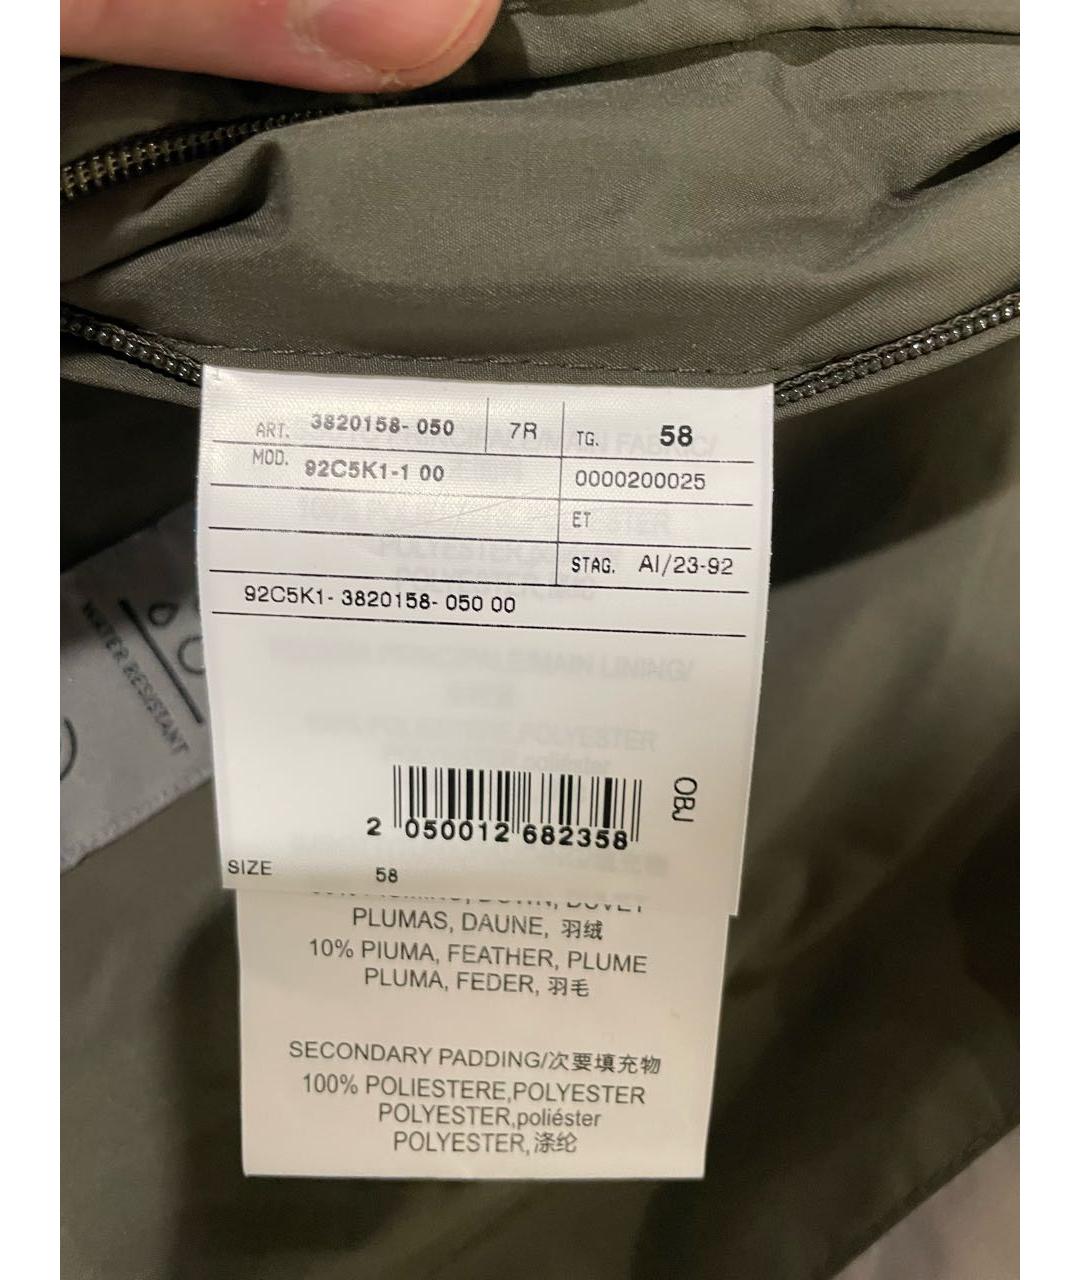 ART. 3820158- 050 7R TG. 58
MOD. 92C5K1-1 00 0000200025
ET
STAG. AI/23-92
92C5K1- 3820158- 050 00
WATER RESISTANT
OBJ
2 050012 682358
SIZE 58
DOWN, DUVET
PLUMAS, DAUNE, 羽绒
10% PIUMA, FEATHER, PLUME
PLUMA, FEDER, 羽毛
SECONDARY PADDING/次要填充物
100% POLIESTERE,POLYESTER
POLYESTER,poliéster
POLYESTER,涤纶